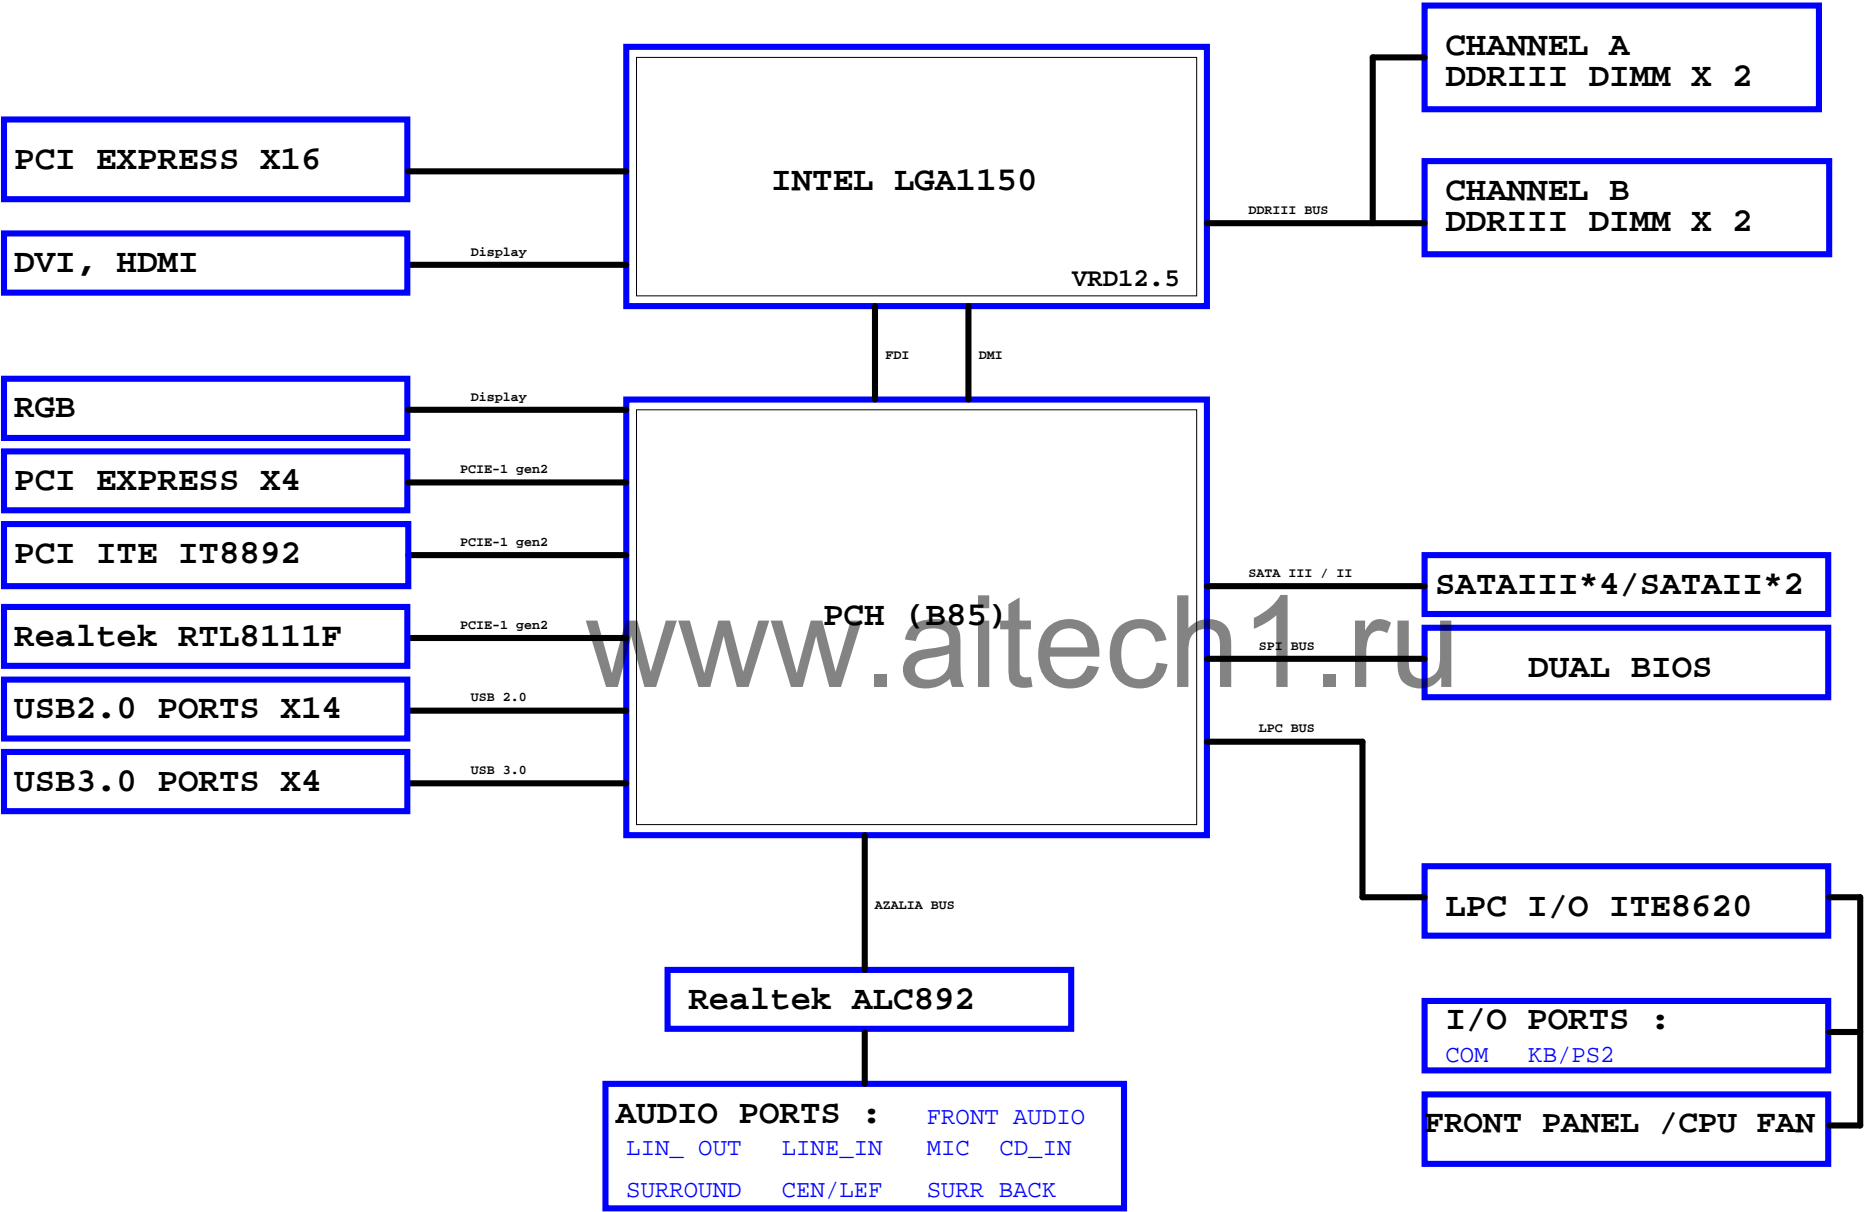 CHANNEL A
DDRIII DIMM X 2
PCI EXPRESS X16
INTEL LGA1150
CHANNEL B
DDRIII DIMM X 2
DDRIII BUS
DVI, HDMI
Display
VRD12.5
FDI
DMI
RGB
Display
PCI EXPRESS X4
PCIE-1 gen2
PCI ITE IT8892
PCIE-1 gen2
SATA III / II
SATAIII*4/SATAII*2
PCH (B85)
Realtek RTL8111F
PCIE-1 gen2
www.aitech1.ru
SPI BUS
DUAL BIOS
USB2.0 PORTS X14
USB 2.0
LPC BUS
USB3.0 PORTS X4
USB 3.0
AZALIA BUS
LPC I/O ITE8620
Realtek ALC892
I/O PORTS :
COM KB/PS2
AUDIO PORTS : FRONT AUDIO
LIN_ OUT LINE_IN MIC CD_IN
SURROUND CEN/LEF SURR BACK
FRONT PANEL /CPU FAN